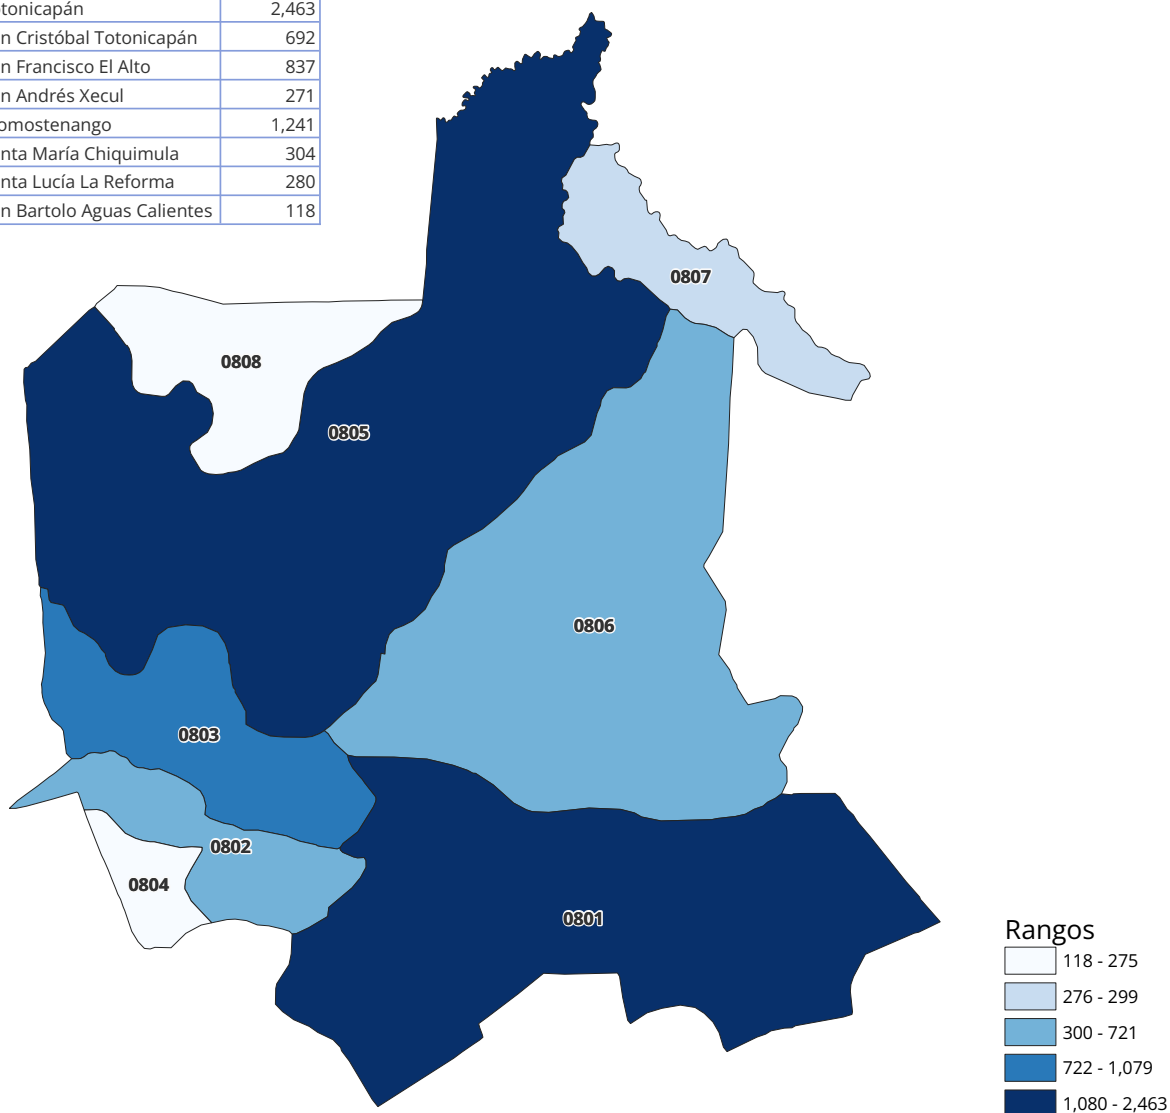 otonicapán 2,463
n Cristóbal Totonicapán 692
n Francisco El Alto 837
n Andrés Xecul 271
omostenango 1,241
nta María Chiquimula 304
nta Lucía La Reforma 280
n Bartolo Aguas Calientes 118
0807
0808
0805
0806
0803
0802
0804
0801
Rangos
118 - 275
276 - 299
300 - 721
722 - 1,079
1,080 - 2,463